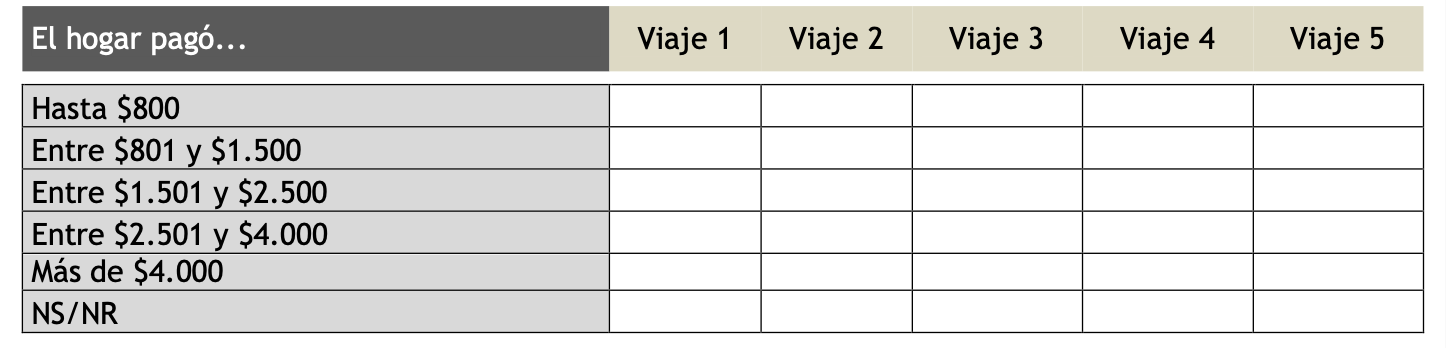 El hogar pagó... Viaje 1 Viaje 2 Viaje 3 Viaje 4 Viaje 5
Hasta $800
Entre $801 y $1.500
Entre $1.501 y $2.500
Entre $2.501 y $4.000
Más de $4.000
NS/NR